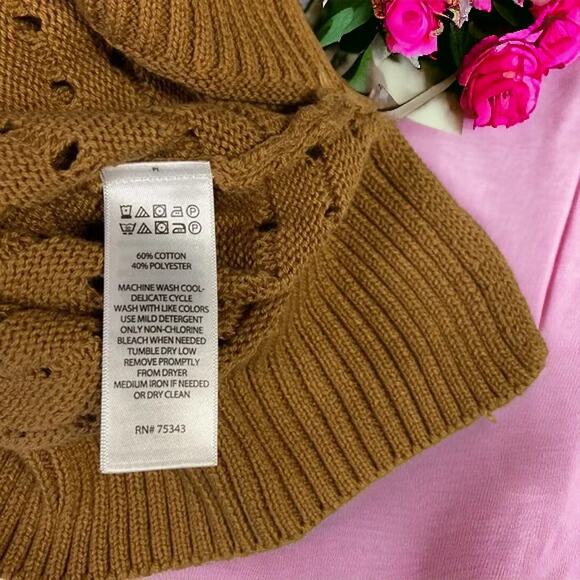 60% COTTON
40% POLYESTER
MACHINE WASH COOL-
DELICATE CYCLE
WASH WITH LIKE COLORS
USE MILD DETERGENT
ONLY NON-CHLORINE
BLEACH WHEN NEEDED
TUMBLE DRY LOW
REMOVE PROMPTLY
FROM DRYER
MEDIUM IRON IF NEEDED
OR DRY CLEAN
RN# 75343